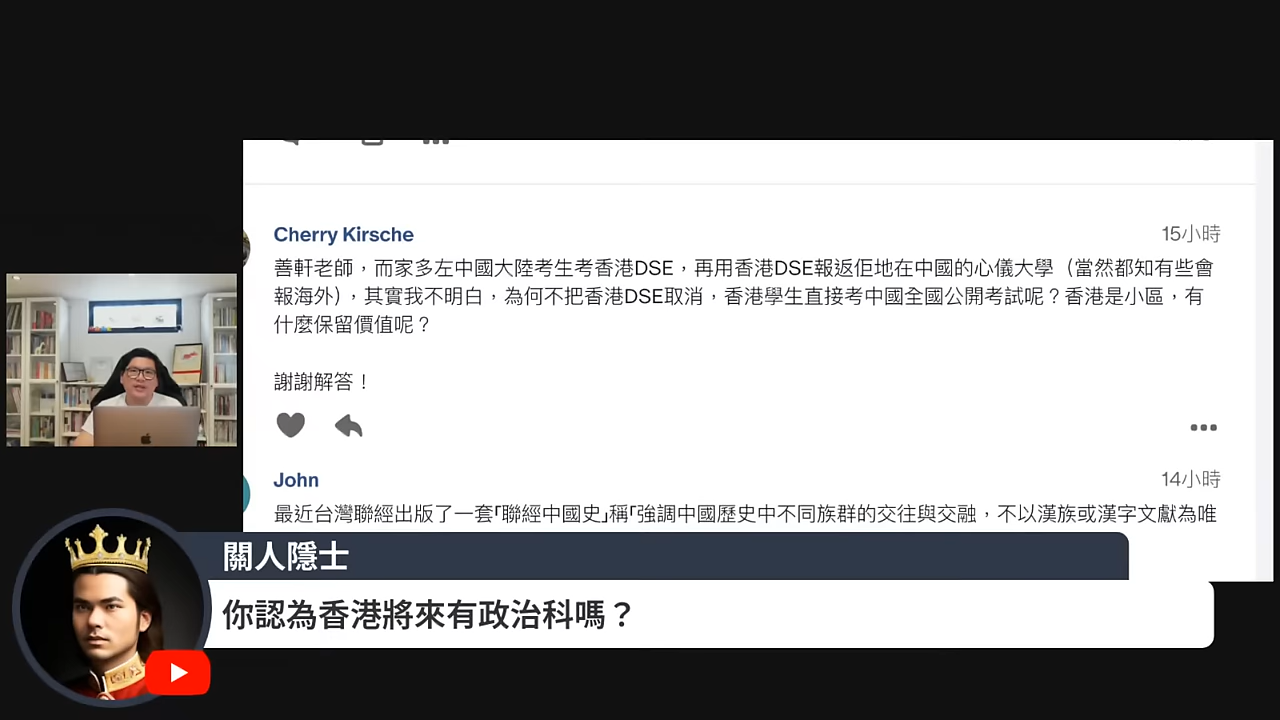 Cherry Kirsche
15小時
善軒老師，而家多左中國大陸考生考香港DSE，再用香港DSE報返佢地在中國的心儀大學（當然都知有些會
報海外），其實我不明白，為何不把香港DSE取消，香港學生直接考中國全國公開考試呢？香港是小區，有
什麼保留價值呢？
謝謝解答！
John
14小時
最近台灣聯經出版了一套「聯經中國史」稱「強調中國歷史中不同族群的交往與交融，不以漢族或漢字文獻為唯
關人隱士
你認為香港將來有政治科嗎？